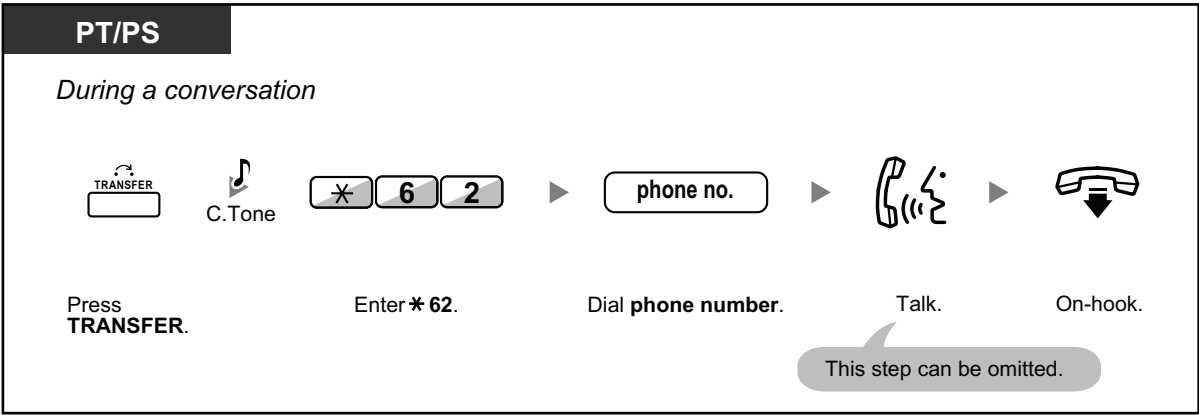 PT/PS
During a conversation
TRANSFER
C.Tone
* 6 2
phone no.
Press
TRANSFER.
Enter * 62.
Dial phone number.
Talk.
On-hook.
This step can be omitted.